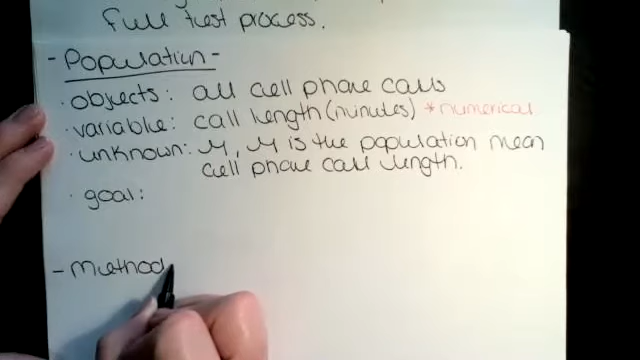 Full test process.
- Population -
· objects: all cell phone calls
· variable: call length (minutes) * numerical
· unknown: μ, μ is the population mean
cell phone call length.
· goal:
- Method